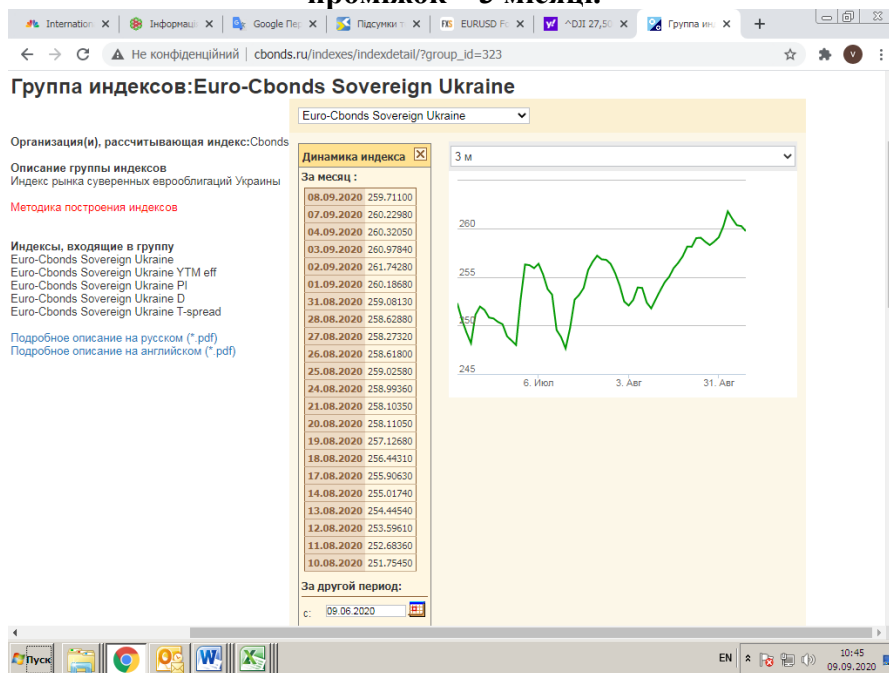 проміжок – 3 місяці.
Internation
Інформаці
Google Пер
Підсумки т
FXS EURUSD Fo
y! ^DJI 27,50
Группа инд
Не конфіденційний | cbonds.ru/indexes/indexdetail/?group_id=323
V
Группа индексов:Euro-Cbonds Sovereign Ukraine
Euro-Cbonds Sovereign Ukraine
Организация(и), рассчитывающая индекс:Cbonds
Описание группы индексов
Индекс рынка суверенных еврооблигаций Украины
Методика построения индексов
Индексы, входящие в группу
Euro-Cbonds Sovereign Ukraine
Euro-Cbonds Sovereign Ukraine YTM eff
Euro-Cbonds Sovereign Ukraine PI
Euro-Cbonds Sovereign Ukraine D
Euro-Cbonds Sovereign Ukraine T-spread
Подробное описание на русском (*.pdf)
Подробное описание на английском (*.pdf)
Динамика индекса
За месяц :
08.09.2020 259.71100
07.09.2020 260.22980
04.09.2020 260.32050
03.09.2020 260.97840
02.09.2020 261.74280
01.09.2020 260.18680
31.08.2020 259.08130
28.08.2020 258.62880
27.08.2020 258.27320
26.08.2020 258.61800
25.08.2020 259.02580
24.08.2020 258.99360
21.08.2020 258.10350
20.08.2020 258.11050
19.08.2020 257.12680
18.08.2020 256.44310
17.08.2020 255.90630
14.08.2020 255.01740
13.08.2020 254.44540
12.08.2020 253.59610
11.08.2020 252.68360
10.08.2020 251.75450
За другой период:
с: 09.06.2020
3 м
260
255
250
245
6. Июл
3. Авг
31. Авг
Пуск
EN
10:45
09.09.2020